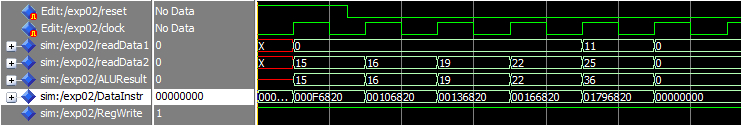 Edit:/exp02/reset No Data
Edit:/exp02/clock No Data
sim:/exp02/readData1 0 X 0 11 0
sim:/exp02/readData2 0 X 15 16 19 22 25 0
sim:/exp02/ALUResult 0 15 16 19 22 36 0
sim:/exp02/DataInstr 00000000 000... 000F6820 00106820 00136820 00166820 01796820 00000000
sim:/exp02/RegWrite 1